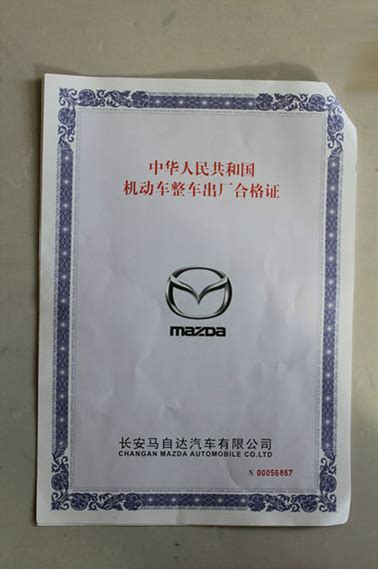 中华人民共和国
机动车整车出厂合格证
mazda
长安马自达汽车有限公司
CHANGAN MAZDA AUTOMOBILE CO.LTD
N 00056867